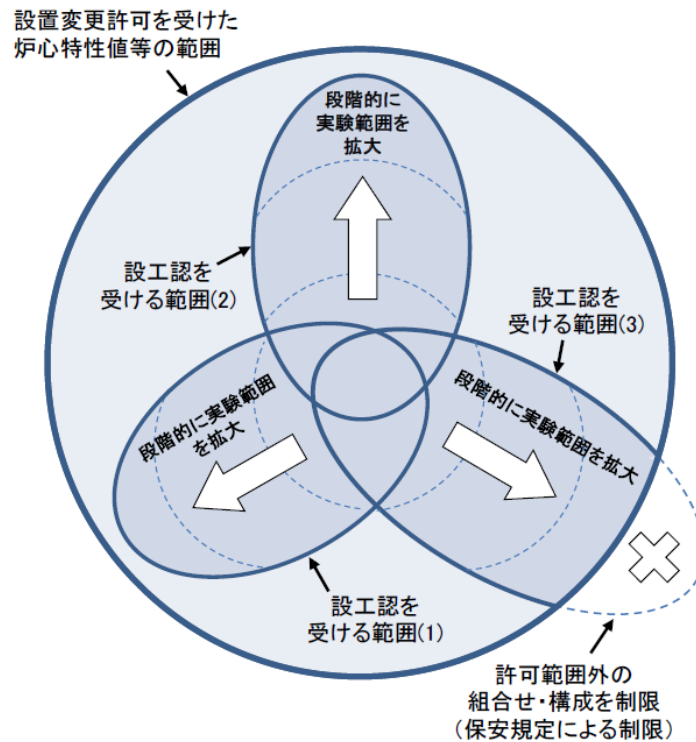 設置変更許可を受けた
炉心特性値等の範囲
段階的に
実験範囲を
拡大
設工認を
受ける範囲(2)
設工認を
受ける範囲(3)
段階的に実験範囲
を拡大
段階的に実験範囲を拡大
設工認を
受ける範囲(1)
許可範囲外の
組合せ・構成を制限
(保安規定による制限)